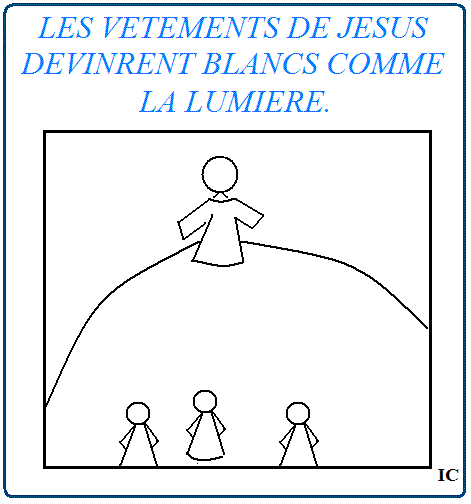 LES VETEMENTS DE JESUS
DEVINRENT BLANCS COMME
LA LUMIERE.
IC